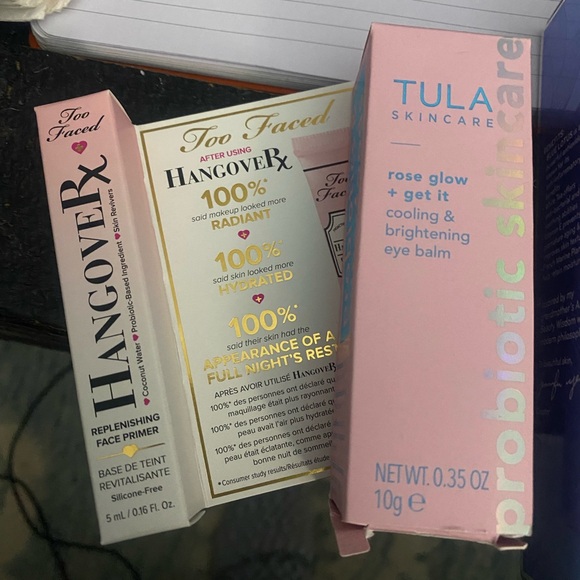 Too Faced
HANGOVERX
Coconut Water ♥ Probiotic-Based Ingredient ♥ Skin Revivers
REPLENISHING
FACE PRIMER
BASE DE TEINT
REVITALISANTE
Silicone-Free
5 mL / 0.16 Fl. Oz.
Too Faced
AFTER USING
HANGOVERX
100%*
said makeup looked more
RADIANT
100%*
said skin looked more
HYDRATED
100%*
said their skin had the
APPEARANCE OF A
FULL NIGHT'S REST
APRÈS AVOIR UTILISÉ HANGOVERX
100%* des personnes ont déclaré
maquillage était plus rayonnant
100%* des personnes ont déclaré
peau avait l'air plus hydratée
100%* des personnes ont déclaré
peau était éclatante, comme après
bonne nuit de sommeil
*Consumer study results/Résultats étude
Too
Faced
TULA
SKINCARE
rose glow
+ get it
cooling &
brightening
eye balm
NET WT. 0.35 OZ
10g e
probiotic skincare